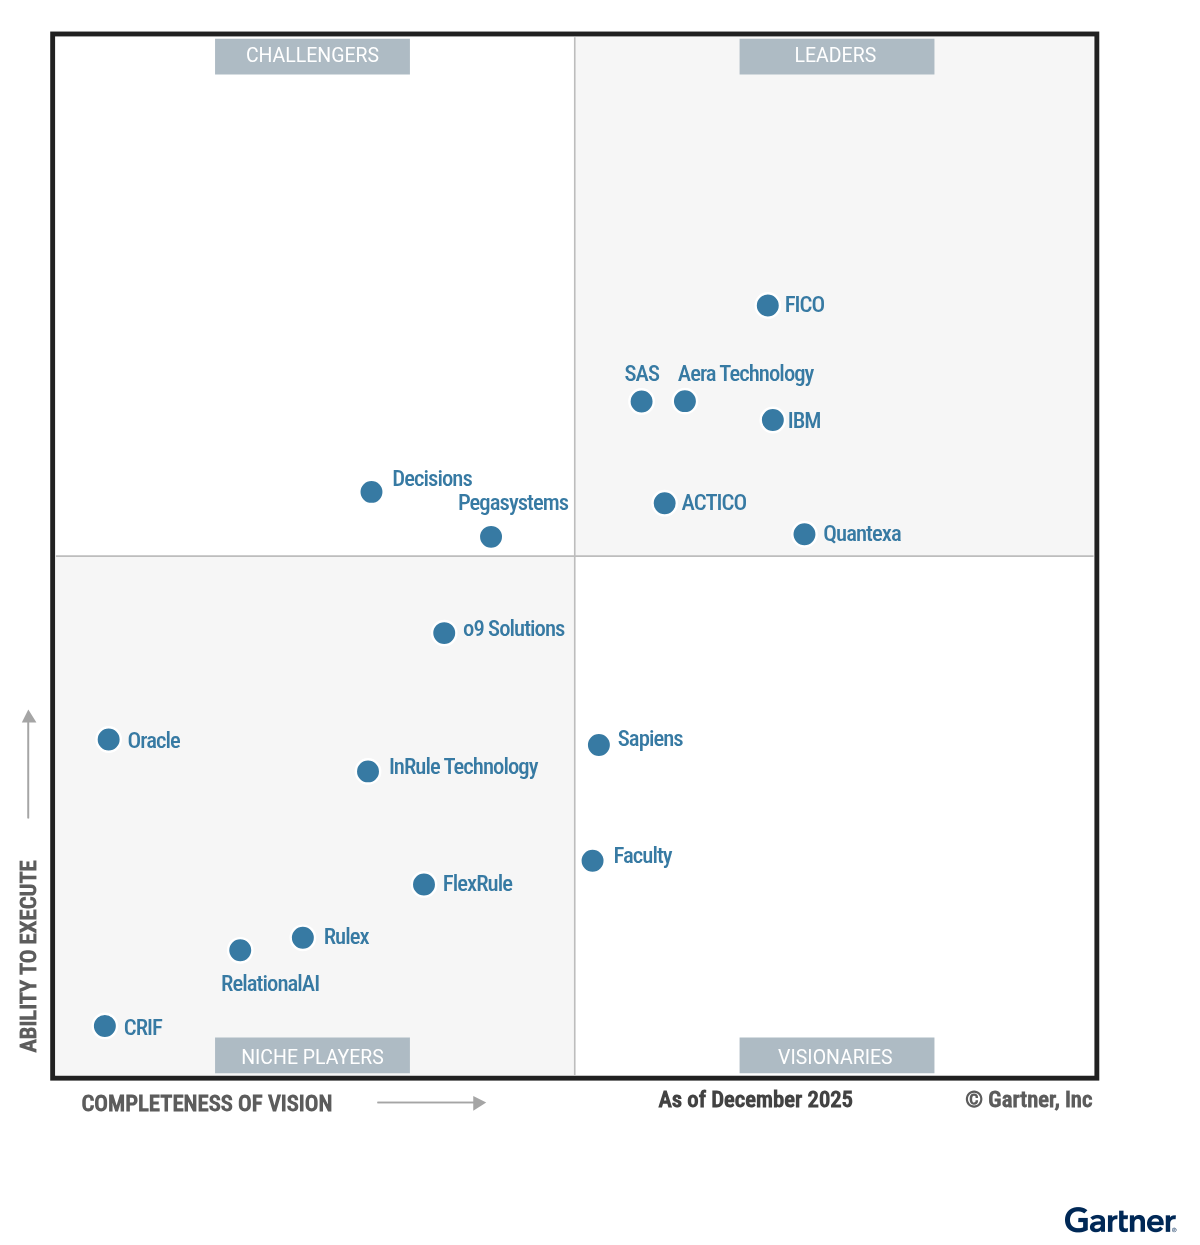 CHALLENGERS
LEADERS
FICO
SAS
Aera Technology
IBM
Decisions
Pegasystems
ACTICO
Quantexa
o9 Solutions
Oracle
InRule Technology
Sapiens
Faculty
FlexRule
Rulex
RelationalAI
CRIF
NICHE PLAYERS
VISIONARIES
ABILITY TO EXECUTE
COMPLETENESS OF VISION
As of December 2025
© Gartner, Inc
Gartner®